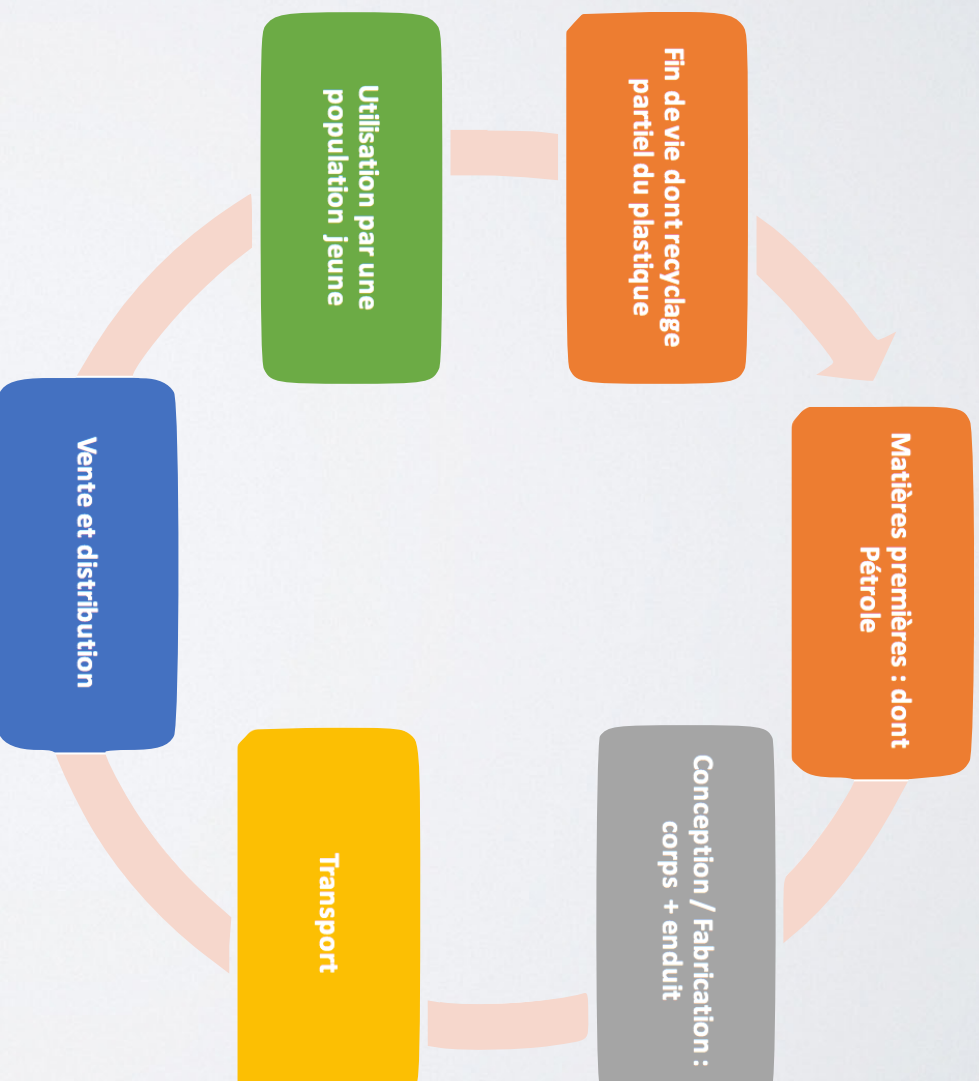 Matières premières : dont
Pétrole
Conception / Fabrication :
corps + enduit
Transport
Vente et distribution
Utilisation par une
population jeune
Fin de vie dont recyclage
partiel du plastique